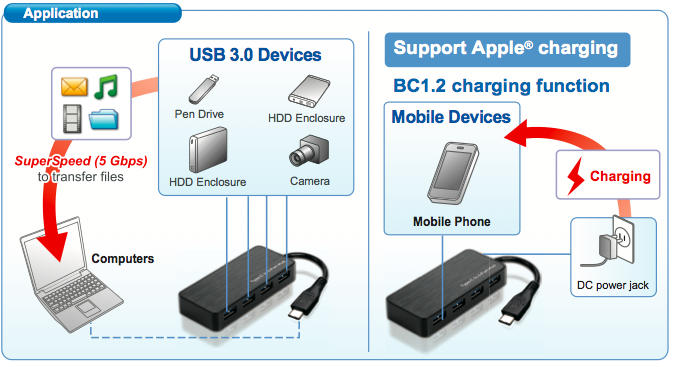 Application
USB 3.0 Devices
Pen Drive
HDD Enclosure
HDD Enclosure
Camera
SuperSpeed (5 Gbps)
to transfer files
Computers
Support Apple® charging
BC1.2 charging function
Mobile Devices
Mobile Phone
Charging
DC power jack